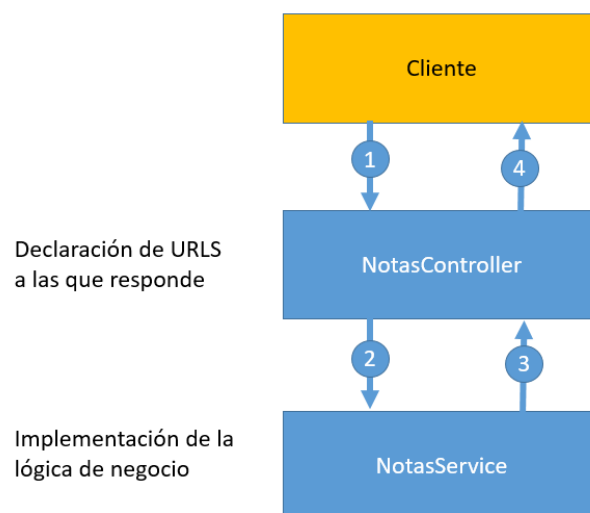 Cliente
1
4
Declaración de URLS
a las que responde
NotasController
2
3
Implementación de la
lógica de negocio
NotasService